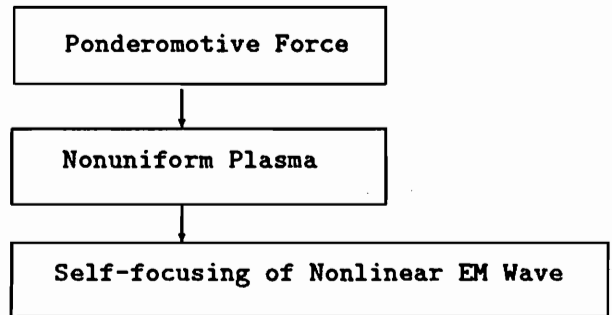 Ponderomotive Force
Nonuniform Plasma
Self-focusing of Nonlinear EM Wave